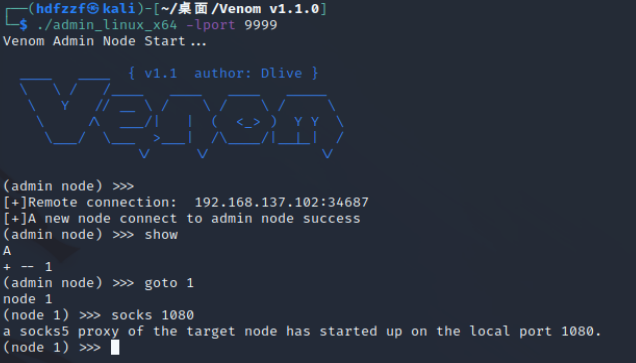 ┌──(hdfzzf㉿kali)-[~/桌面/Venom v1.1.0]
└─$ ./admin_linux_x64 -lport 9999
Venom Admin Node Start...
{ v1.1 author: Dlive }
Venom
(admin node) >>>
[+]Remote connection:  192.168.137.102:34687
[+]A new node connect to admin node success
(admin node) >>> show
A
+ -- 1
(admin node) >>> goto 1
node 1
(node 1) >>> socks 1080
a socks5 proxy of the target node has started up on the local port 1080.
(node 1) >>>